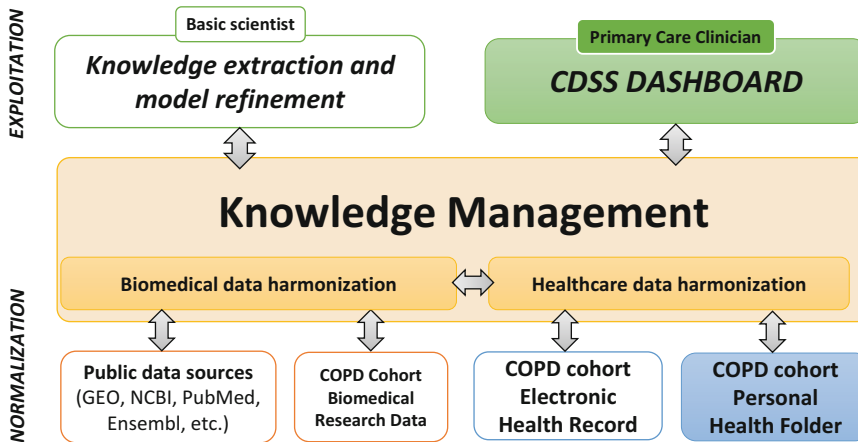 EXPLOITATION
Basic scientist
Knowledge extraction and
model refinement
Primary Care Clinician
CDSS DASHBOARD
Knowledge Management
Biomedical data harmonization
Healthcare data harmonization
NORMALIZATION
Public data sources
(GEO, NCBI, PubMed,
Ensembl, etc.)
COPD Cohort
Biomedical
Research Data
COPD cohort
Electronic
Health Record
COPD cohort
Personal
Health Folder